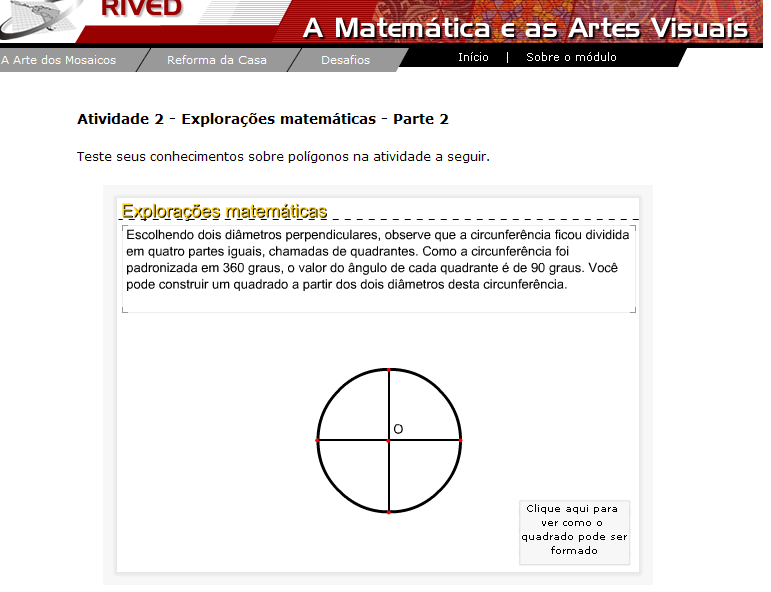 RIVED
A Matemática e as Artes Visuais
A Arte dos Mosaicos
Reforma da Casa
Desafios
Início | Sobre o módulo
Atividade 2 - Explorações matemáticas - Parte 2
Teste seus conhecimentos sobre polígonos na atividade a seguir.
Explorações matemáticas
Escolhendo dois diâmetros perpendiculares, observe que a circunferência ficou dividida
em quatro partes iguais, chamadas de quadrantes. Como a circunferência foi
padronizada em 360 graus, o valor do ângulo de cada quadrante é de 90 graus. Você
pode construir um quadrado a partir dos dois diâmetros desta circunferência.
O
Clique aqui para
ver como o
quadrado pode ser
formado